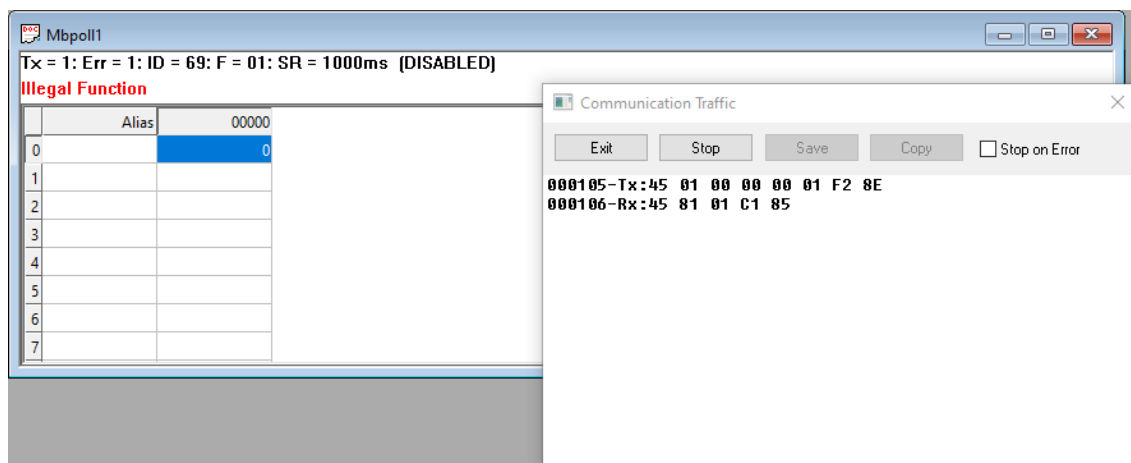 Mbpoll1
Tx = 1: Err = 1: ID = 69: F = 01: SR = 1000ms (DISABLED)
Illegal Function
Alias 00000
0 0
1
2
3
4
5
6
7
Communication Traffic
Exit Stop Save Copy Stop on Error
000105-Tx:45 01 00 00 00 01 F2 8E
000106-Rx:45 81 01 C1 85